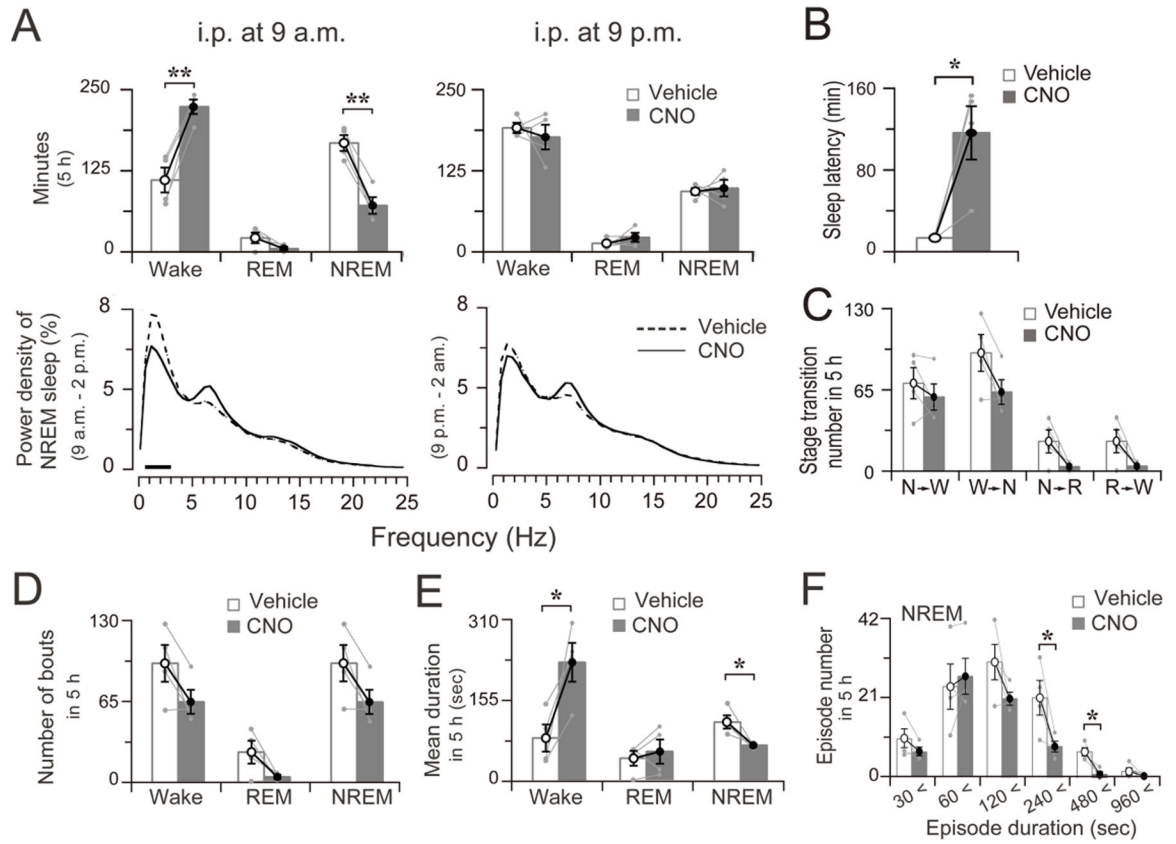 A
i.p. at 9 a.m.
i.p. at 9 p.m.
Minutes
(5 h)
250
125
0
**
**
Wake
REM
NREM
250
125
0
Vehicle
CNO
Wake
REM
NREM
Power density of
NREM sleep (%)
(9 a.m. - 2 p.m.)
8
5
0
0
5
10
15
20
25
(9 p.m. - 2 am.)
8
5
0
Vehicle
CNO
0
5
10
15
20
25
Frequency (Hz)
B
Sleep latency (min)
160
80
0
*
Vehicle
CNO
C
Stage transition
number in 5 h
130
65
0
Vehicle
CNO
N→W
W→N
N→R
R→W
D
Number of bouts
in 5 h
130
65
0
Vehicle
CNO
Wake
REM
NREM
E
Mean duration
in 5 h (sec)
310
155
0
*
*
Vehicle
CNO
Wake
REM
NREM
F
Episode number
in 5 h
42
21
0
NREM
*
*
Vehicle
CNO
30 <
60 <
120 <
240 <
480 <
960 <
Episode duration (sec)